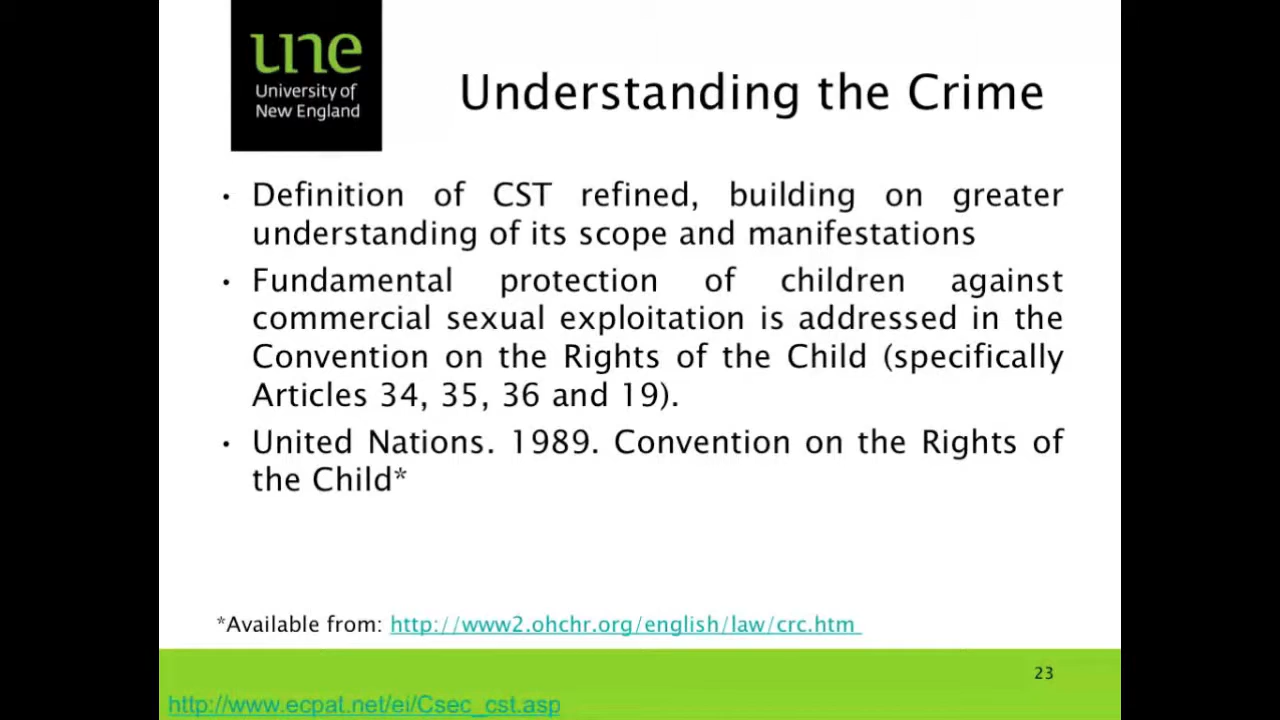 une
University of
New England
Understanding the Crime
• Definition of CST refined, building on greater
understanding of its scope and manifestations
• Fundamental protection of children against
commercial sexual exploitation is addressed in the
Convention on the Rights of the Child (specifically
Articles 34, 35, 36 and 19).
• United Nations. 1989. Convention on the Rights of
the Child*
*Available from: http://www2.ohchr.org/english/law/crc.htm
23
http://www.ecpat.net/ei/Csec_cst.asp